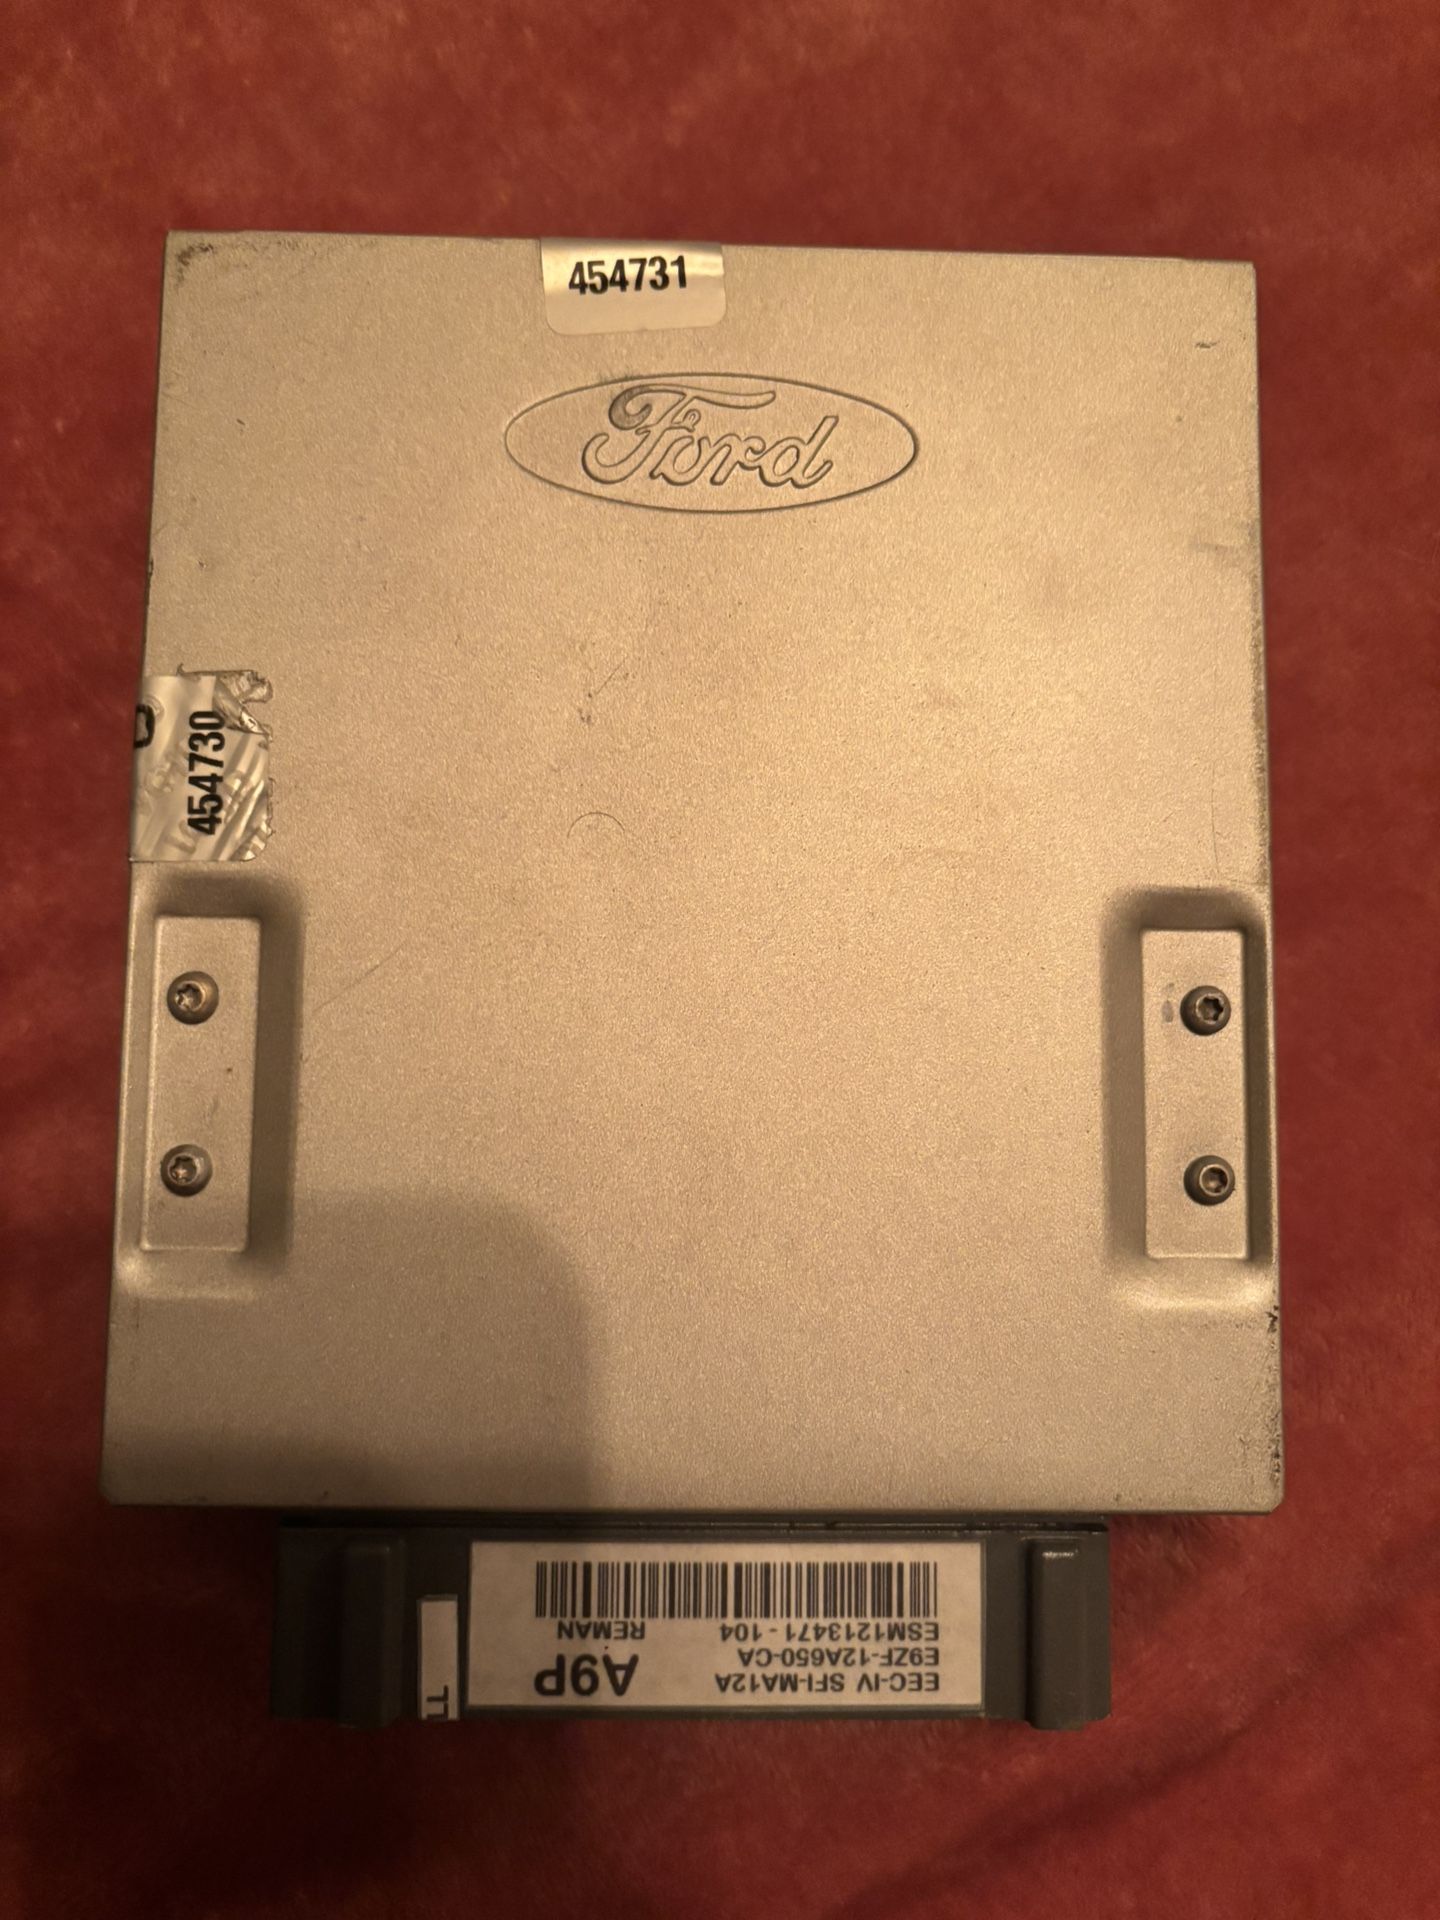 454731
Ford
454730
EEC-IV SFI-MA12A
E9ZF-12A650-CA
A9P
ESM1213471-104
REMAN